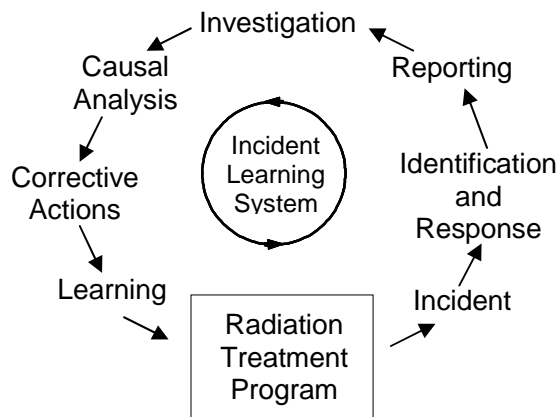 Investigation
Reporting
Causal
Analysis
Identification
and
Response
Incident
Learning
System
Corrective
Actions
Learning
Incident
Radiation
Treatment
Program